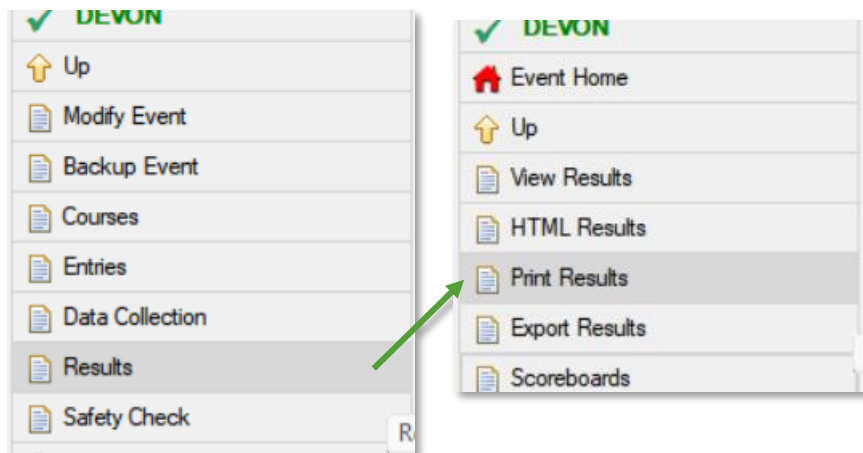 DEVON
Up
Modify Event
Backup Event
Courses
Entries
Data Collection
Results
Safety Check
DEVON
Event Home
Up
View Results
HTML Results
Print Results
Export Results
Scoreboards